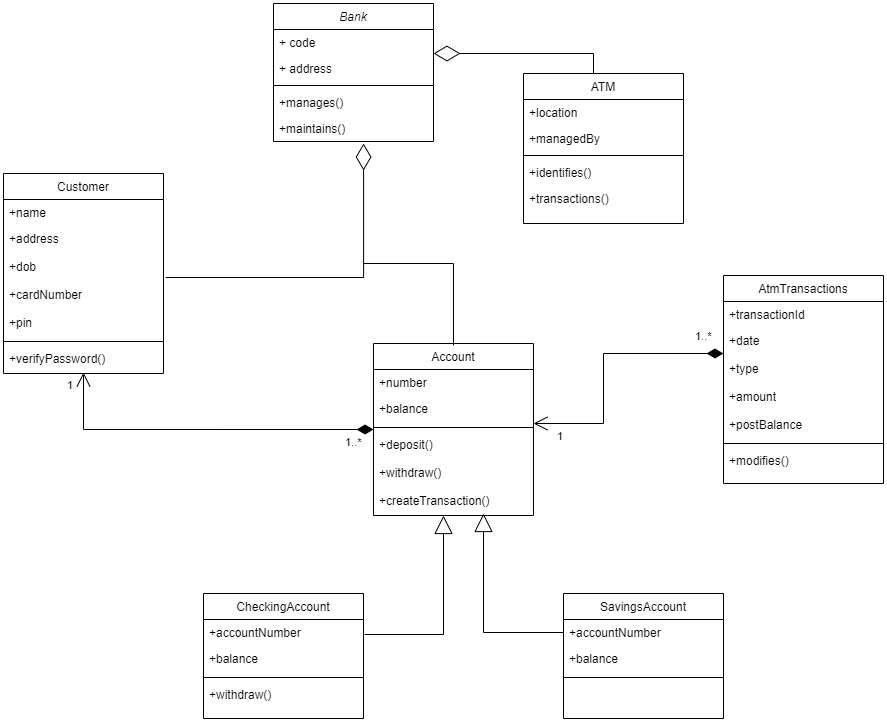 Bank
+ code
+ address
+manages()
+maintains()
ATM
+location
+managedBy
+identifies()
+transactions()
Customer
+name
+address
+dob
+cardNumber
+pin
+verifyPassword()
1
1..*
Account
+number
+balance
+deposit()
+withdraw()
+createTransaction()
1
1..*
AtmTransactions
+transactionId
+date
+type
+amount
+postBalance
+modifies()
CheckingAccount
+accountNumber
+balance
+withdraw()
SavingsAccount
+accountNumber
+balance